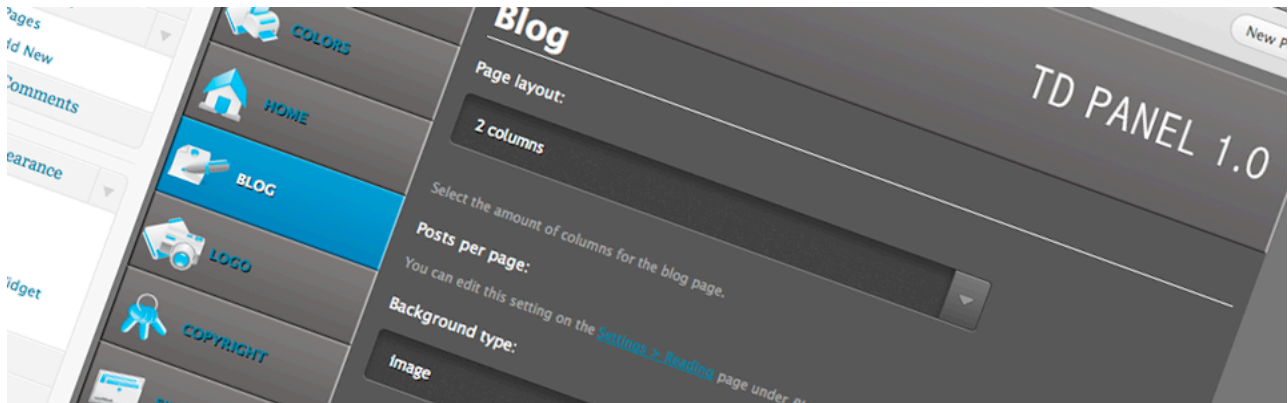 Pages
Add New
Comments
COLORS
HOME
BLOG
LOGO
COPYRIGHT
Blog
Page layout:
2 columns
Select the amount of columns for the blog page.
Posts per page:
You can edit this setting on the Settings > Reading page under
Background type:
Image
TD PANEL 1.0
New